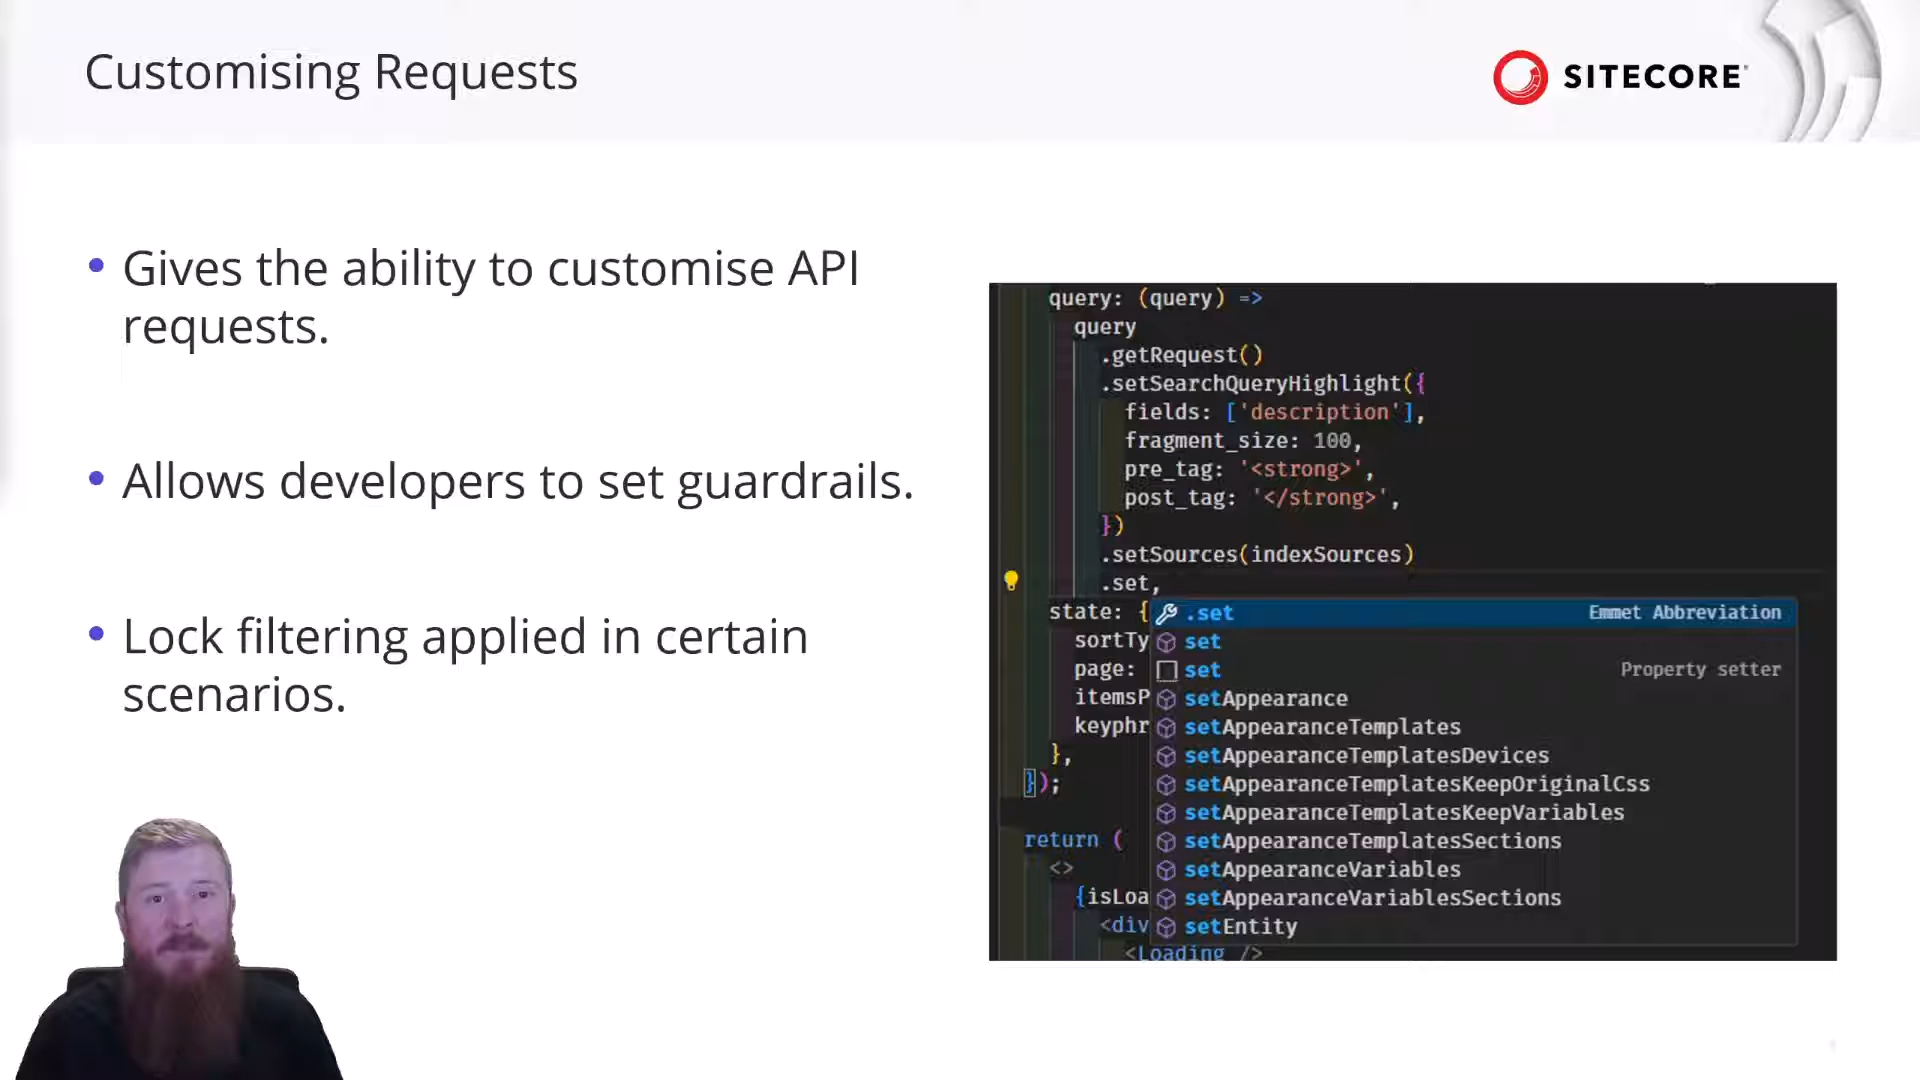 Customising Requests
SITECORE
• Gives the ability to customise API
requests.
• Allows developers to set guardrails.
• Lock filtering applied in certain
scenarios.
query: (query) =>
query
.getRequest()
.setSearchQueryHighlight({
fields: ['description'],
fragment_size: 100,
pre_tag: '<strong>',
post_tag: '</strong>',
})
.setSources(indexSources)
.set,
state: {
.set Emmet Abbreviation
sortTy
set
page:
set Property setter
itemsP
setAppearance
keyphr
setAppearanceTemplates
},
setAppearanceTemplatesDevices
});
setAppearanceTemplatesKeepOriginalCss
setAppearanceTemplatesKeepVariables
return (
setAppearanceTemplatesSections
<>
setAppearanceVariables
{isLoa
setAppearanceVariablesSections
<div
setEntity
<Loading />